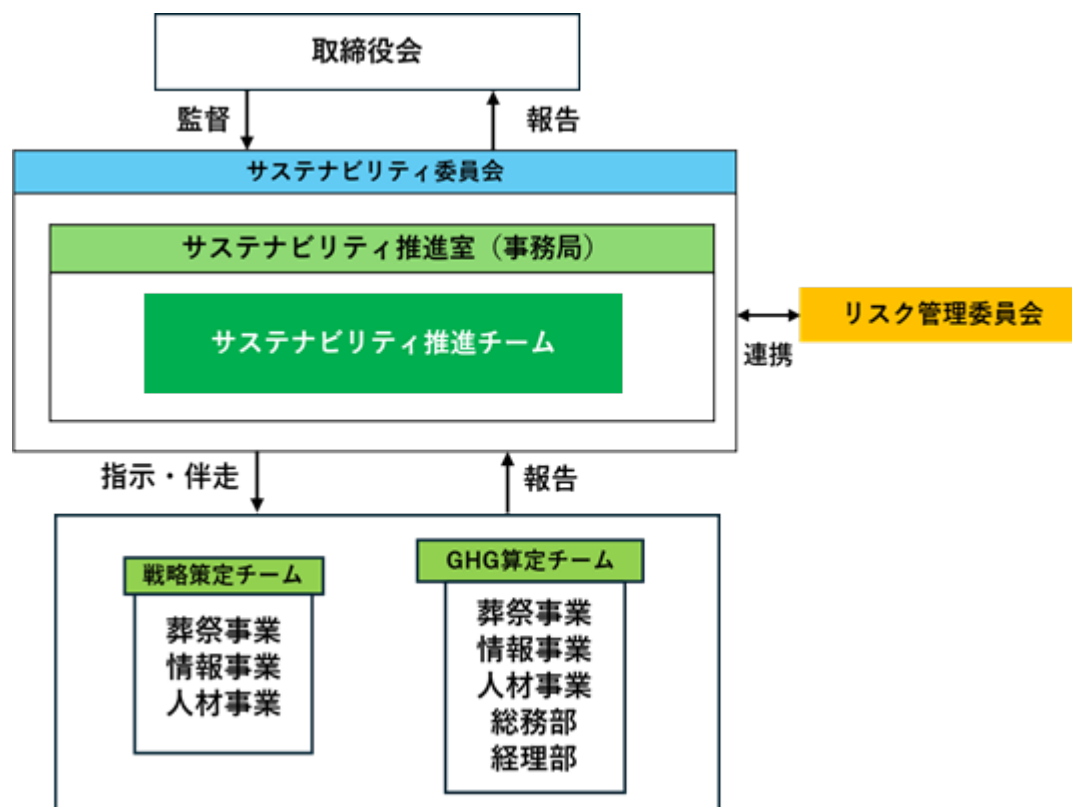 取締役会
監督
報告
サステナビリティ委員会
サステナビリティ推進室（事務局）
サステナビリティ推進チーム
リスク管理委員会
連携
指示・伴走
報告
戦略策定チーム
葬祭事業
情報事業
人材事業
GHG算定チーム
葬祭事業
情報事業
人材事業
総務部
経理部